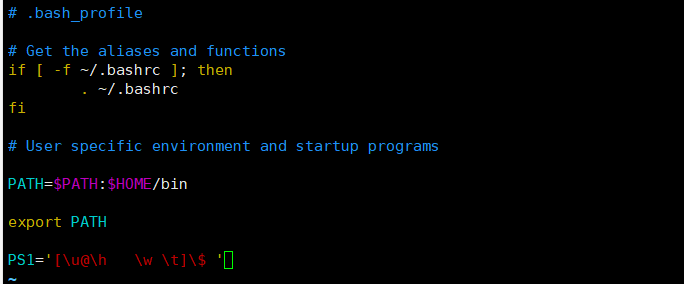 # .bash_profile
# Get the aliases and functions
if [ -f ~/.bashrc ]; then
        . ~/.bashrc
fi
# User specific environment and startup programs
PATH=$PATH:$HOME/bin
export PATH
PS1='[\u@\h   \w \t]\$ '
~